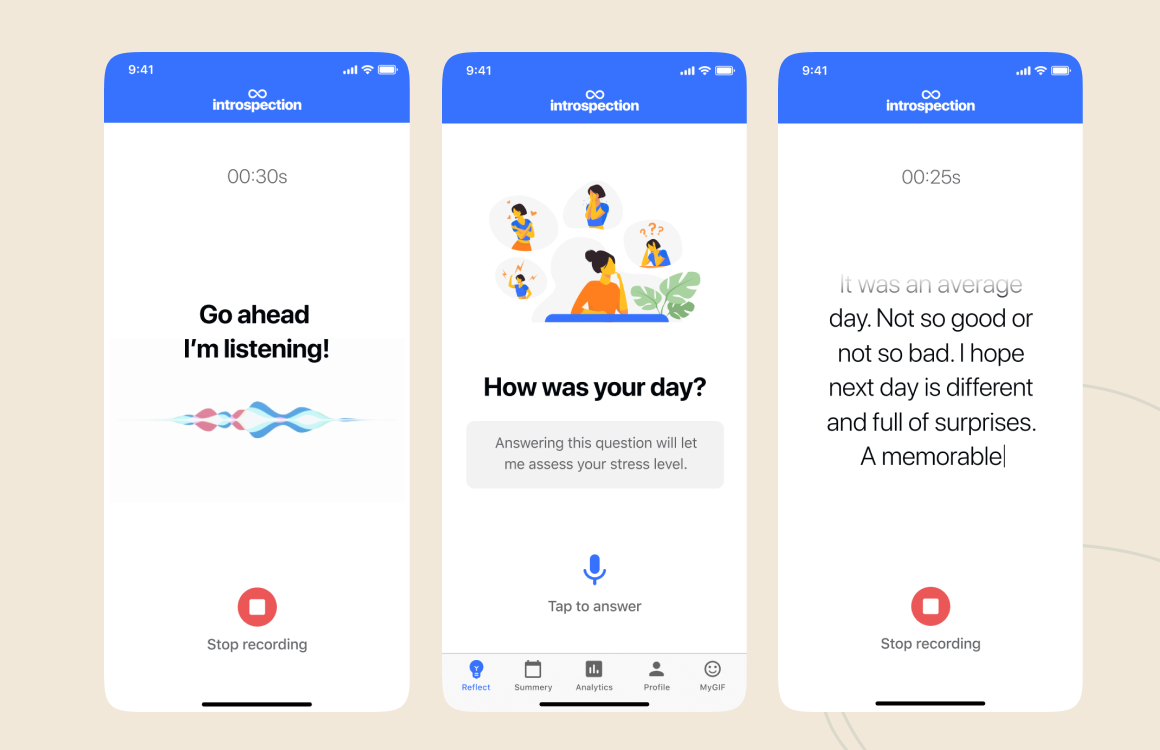 9:41
introspection
00:30s
Go ahead
I'm listening!
Stop recording
9:41
introspection
???
How was your day?
Answering this question will let
me assess your stress level.
Tap to answer
Reflect
Summery
Analytics
Profile
MyGIF
9:41
introspection
00:25s
It was an average
day. Not so good or
not so bad. I hope
next day is different
and full of surprises.
A memorable
Stop recording